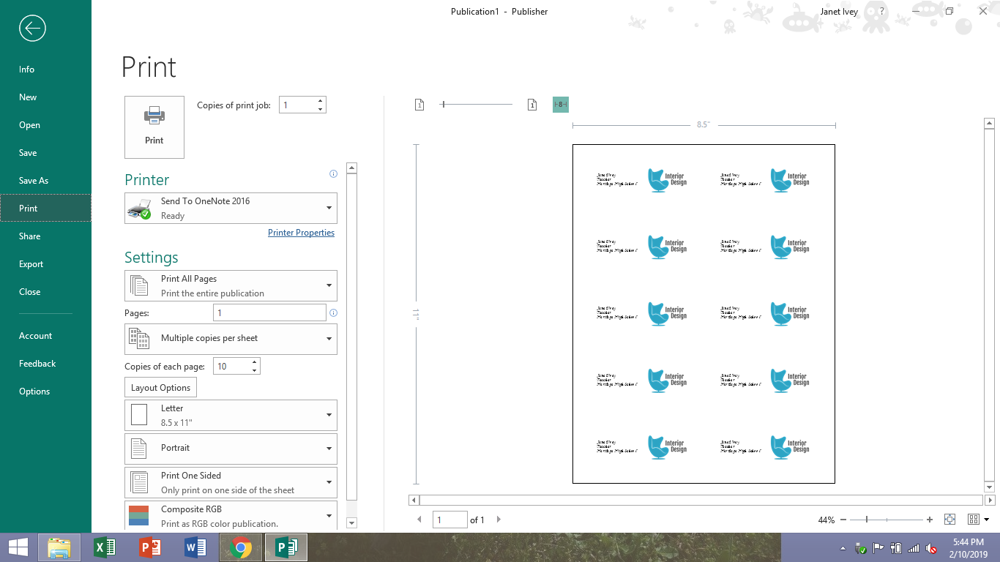 Publication1 - Publisher
Janet Ivey
?
Info
New
Open
Save
Save As
Print
Share
Export
Close
Account
Feedback
Options
Print
Print
Copies of print job: 1
Printer
Send To OneNote 2016
Ready
Printer Properties
Settings
Print All Pages
Print the entire publication
Pages: 1
Multiple copies per sheet
Copies of each page: 10
Layout Options
Letter
8.5 x 11"
Portrait
Print One Sided
Only print on one side of the sheet
Composite RGB
Print as RGB color publication.
1
1
8
8.5"
11"
Janet Ivey
Teacher
Heritage High School
Interior
Design
Janet Ivey
Teacher
Heritage High School
Interior
Design
Janet Ivey
Teacher
Heritage High School
Interior
Design
Janet Ivey
Teacher
Heritage High School
Interior
Design
Janet Ivey
Teacher
Heritage High School
Interior
Design
Janet Ivey
Teacher
Heritage High School
Interior
Design
Janet Ivey
Teacher
Heritage High School
Interior
Design
Janet Ivey
Teacher
Heritage High School
Interior
Design
Janet Ivey
Teacher
Heritage High School
Interior
Design
Janet Ivey
Teacher
Heritage High School
Interior
Design
1 of 1
44%
5:44 PM
2/10/2019